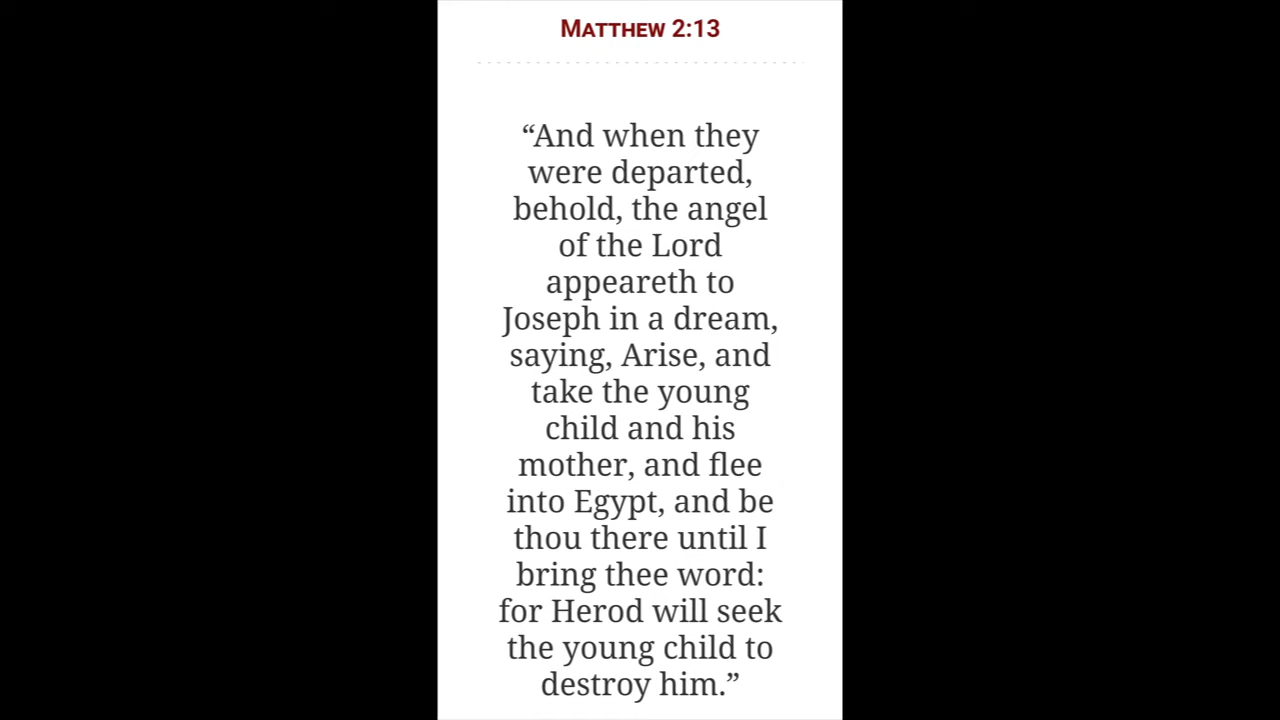 Matthew 2:13
“And when they
were departed,
behold, the angel
of the Lord
appeareth to
Joseph in a dream,
saying, Arise, and
take the young
child and his
mother, and flee
into Egypt, and be
thou there until I
bring thee word:
for Herod will seek
the young child to
destroy him.”